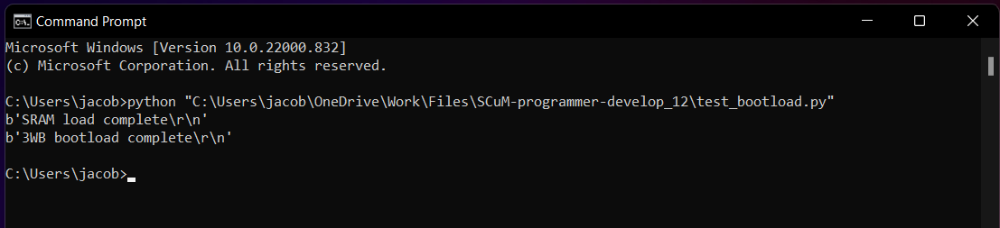 Command Prompt
Microsoft Windows [Version 10.0.22000.832]
(c) Microsoft Corporation. All rights reserved.
C:\Users\jacob>python "C:\Users\jacob\OneDrive\Work\Files\SCuM-programmer-develop_12\test_bootload.py"
b'SRAM load complete\r\n'
b'3WB bootload complete\r\n'
C:\Users\jacob>